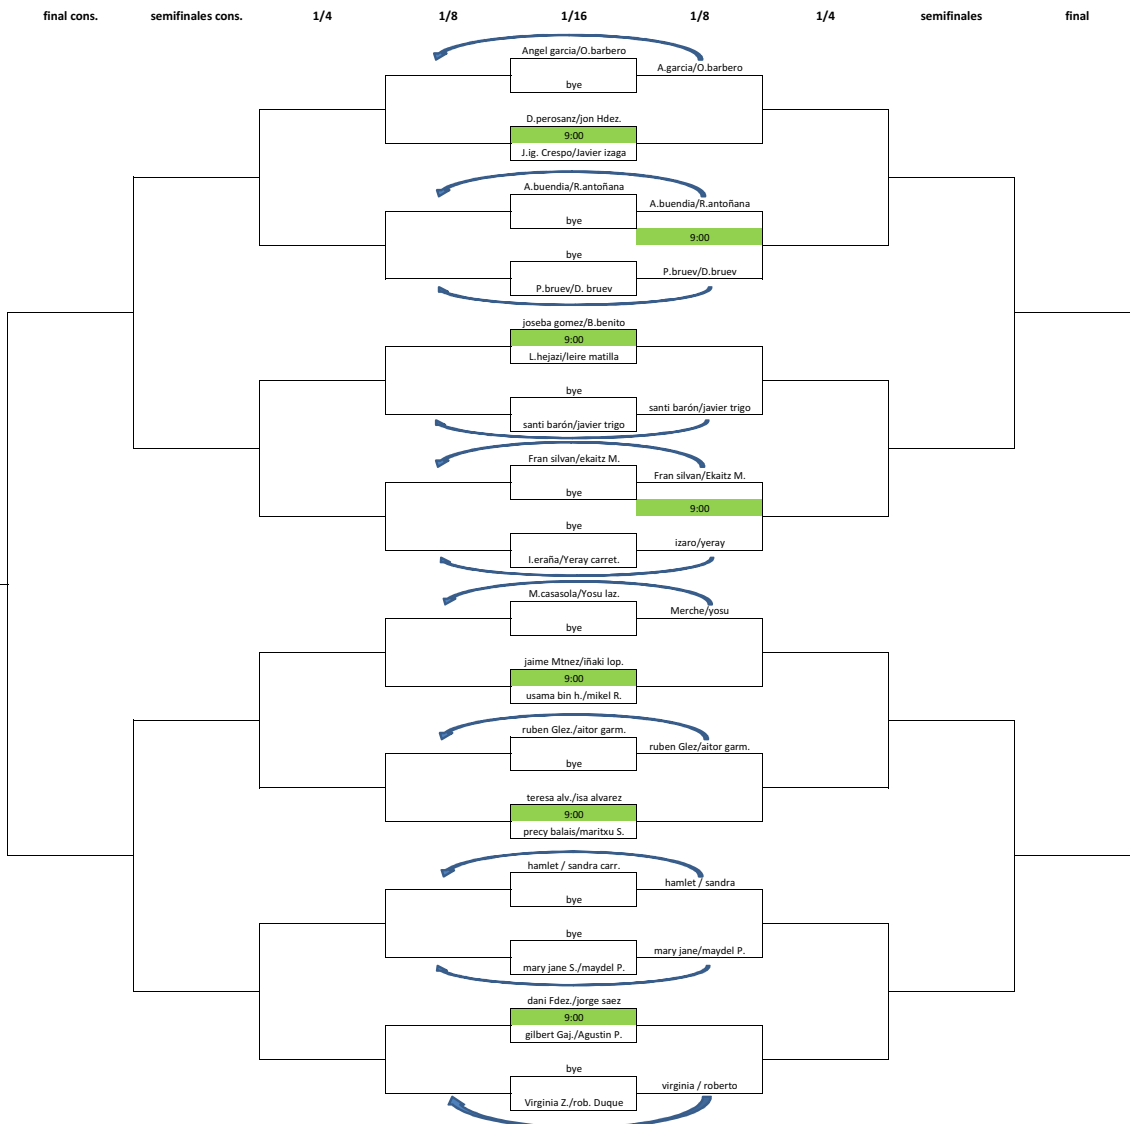 final cons. semifinales cons. 1/4 1/8 1/16 1/8 1/4 semifinales final
Angel garcia/O.barbero
A.garcia/O.barbero
bye
D.perosanz/jon Hdez.
9:00
J.ig. Crespo/Javier izaga
A.buendia/R.antoñana
A.buendia/R.antoñana
bye
9:00
bye
P.bruev/D.bruev
P.bruev/D. bruev
joseba gomez/B.benito
9:00
L.hejazi/leire matilla
bye
santi barón/javier trigo
santi barón/javier trigo
Fran silvan/ekaitz M.
Fran silvan/Ekaitz M.
bye
9:00
bye
izaro/yeray
I.eraña/Yeray carret.
M.casasola/Yosu laz.
Merche/yosu
bye
jaime Mtnez/iñaki lop.
9:00
usama bin h./mikel R.
ruben Glez./aitor garm.
ruben Glez/aitor garm.
bye
teresa alv./isa alvarez
9:00
precy balais/maritxu S.
hamlet / sandra carr.
hamlet / sandra
bye
bye
mary jane/maydel P.
mary jane S./maydel P.
dani Fdez./jorge saez
9:00
gilbert Gaj./Agustin P.
bye
virginia / roberto
Virginia Z./rob. Duque